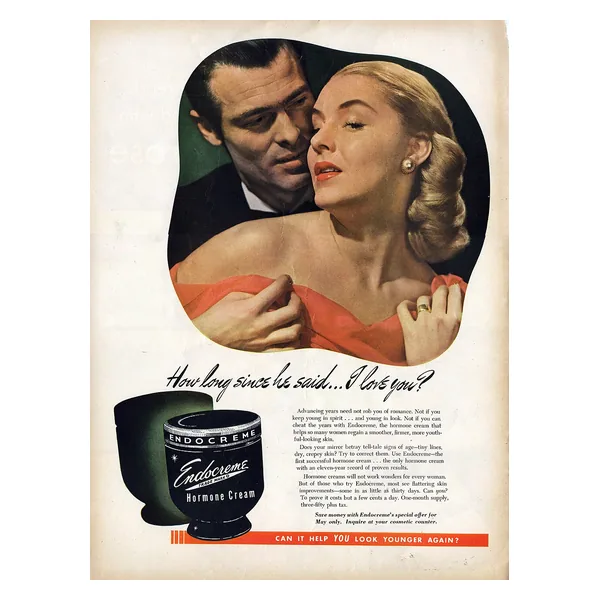 How long since he said... I love you?
Advancing years need not rob you of romance. Not if you
keep young in spirit . . . and young in look. Not if you can
cheat the years with Endocreme, the hormone cream that
helps so many women regain a smoother, firmer, more youth-
ful-looking skin.
Does your mirror betray tell-tale signs of age—tiny lines,
dry, crepey skin? Try to correct them. Use Endocreme—the
first successful hormone cream . . . the only hormone cream
with an eleven-year record of proven results.
Hormone cream will not work wonders for every woman.
But of those who try Endocreme, most see flattering skin
improvements—some in as little at thirty days. Can you?
To prove it costs but a few cents a day. One-month supply,
three-fifty plus tax.
Save money with Endocreme's special offer for
May only. Inquire at your cosmetic counter.
ENDOCREME
Endocreme
TRADE MARK
Hormone Cream
CAN IT HELP YOU LOOK YOUNGER AGAIN?